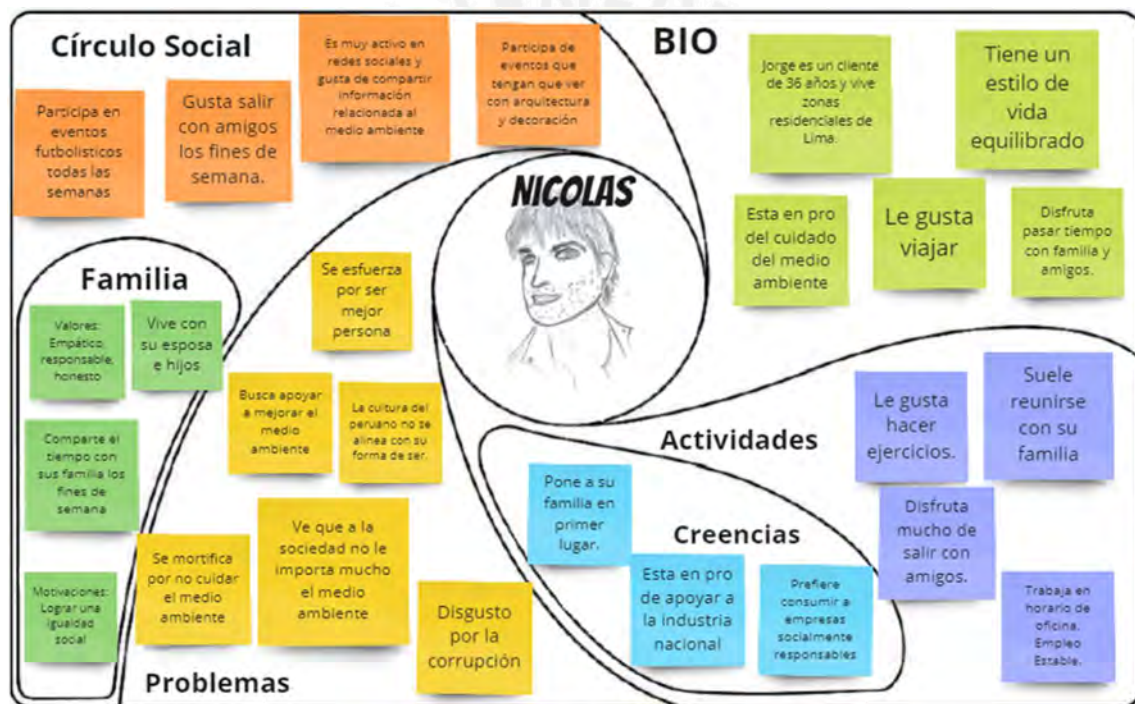 Círculo Social
Participa en
eventos
futbolisticos
todas las
semanas
Gusta salir
con amigos
los fines de
semana.
Es muy activo en
redes sociales y
gusta de compartir
información
relacionada al
medio ambiente
Participa de
eventos que
tengan que ver
con arquitectura
y decoración
BIO
Jorge es un cliente
de 36 años y vive
zonas
residenciales de
Lima.
Tiene un
estilo de
vida
equilibrado
Esta en pro
del cuidado
del medio
ambiente
Le gusta
viajar
Disfruta
pasar tiempo
con familia y
amigos.
NICOLAS
Familia
Valores:
Empático,
responsable,
honesto
Vive con
su esposa
e hijos
Comparte el
tiempo con
sus familia los
fines de
semana
Motivaciones:
Lograr una
igualdad
social
Se esfuerza
por ser
mejor
persona
Busca apoyar
a mejorar el
medio
ambiente
La cultura del
peruano no se
alinea con su
forma de ser.
Se mortifica
por no cuidar
el medio
ambiente
Ve que a la
sociedad no le
importa mucho
el medio
ambiente
Disgusto
por la
corrupción
Problemas
Actividades
Le gusta
hacer
ejercicios.
Suele
reunirse
con su
familia
Disfruta
mucho de
salir con
amigos.
Trabaja en
horario de
oficina.
Empleo
Estable.
Creencias
Pone a su
familia en
primer
lugar.
Esta en pro
de apoyar a
la industria
nacional
Prefiere
consumir a
empresas
socialmente
responsables